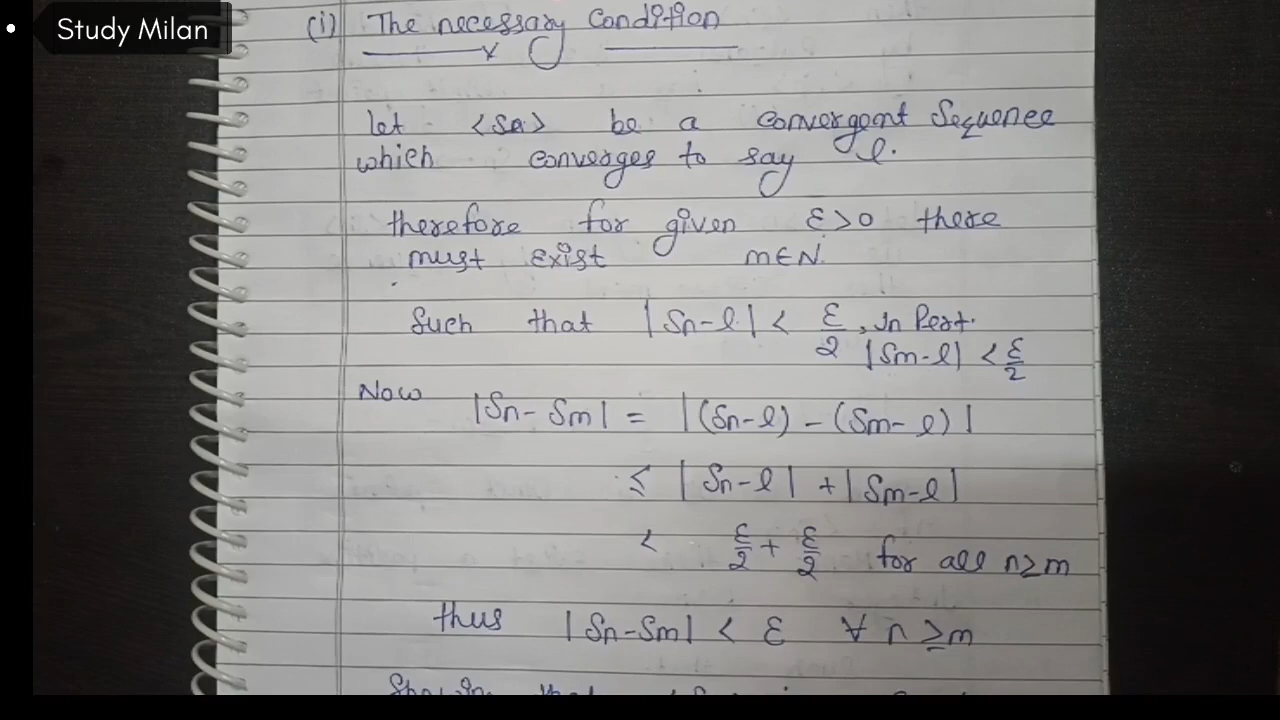 Study Milan
(i) The necessary Condition
let <Sn> be a convergent Sequence
which converges to say l.
therefore for given ε>0 there
must exist m∈N.
Such that |Sn-l| < ε/2, in Part.
|Sm-l| < ε/2
Now
|Sn-Sm| = |(Sn-l) - (Sm-l)|
≤ |Sn-l| + |Sm-l|
< ε/2 + ε/2 for all n≥m
thus |Sn-Sm| < ε ∀ n≥m